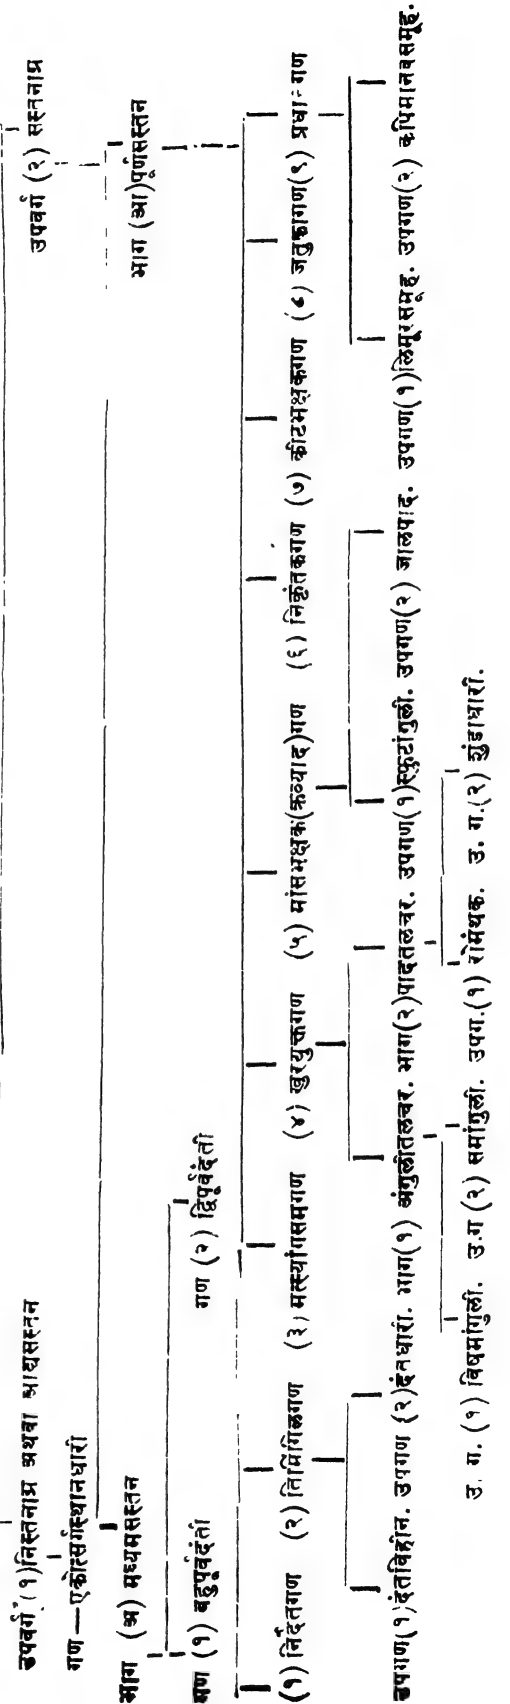 उपवर्ग (१) निस्तनाग्र अथवा आद्यसस्तन उपवर्ग (२) सस्तनाग्र
गण — एकोत्सर्गस्थानधारी
भाग (अ) मध्यमसस्तन भाग (आ) पूर्णसस्तन
गण (१) बहुपूर्वदंती गण (२) द्विपूर्वदंती
(१) निर्दंतगण (२) तिमिंगिलगण (३) मत्स्यांगसमगण (४) खुरयुक्तगण (५) मांसभक्षक (क्रव्याद) गण (६) निकृंतकगण (७) कीटभक्षकगण (८) जतुकागण (९) प्रधानगण
उपगण (१) दंतविहीन. उपगण (२) दंतधारी. भाग (१) अंगुलीतलचर. भाग (२) पादतलचर. उपगण (१) स्फुटांगुली. उपगण (२) जालपाद. उपगण (१) लिमूरसमूह. उपगण (२) कपिमानवसमूह.
उ. ग. (१) विषमांगुली. उ.ग (२) समांगुली. उपग. (१) रोमंथक. उ. ग. (२) शुंडाधारी.